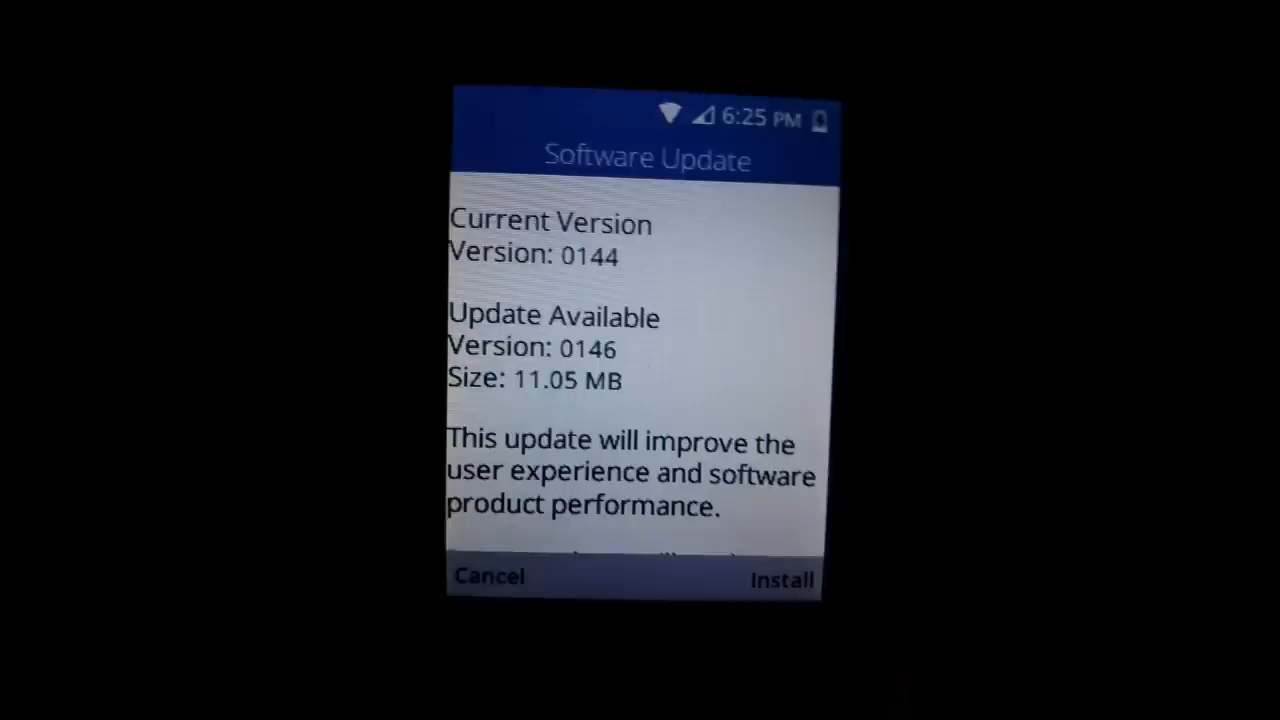 6:25 PM
Software Update
Current Version
Version: 0144
Update Available
Version: 0146
Size: 11.05 MB
This update will improve the
user experience and software
product performance.
Cancel
Install